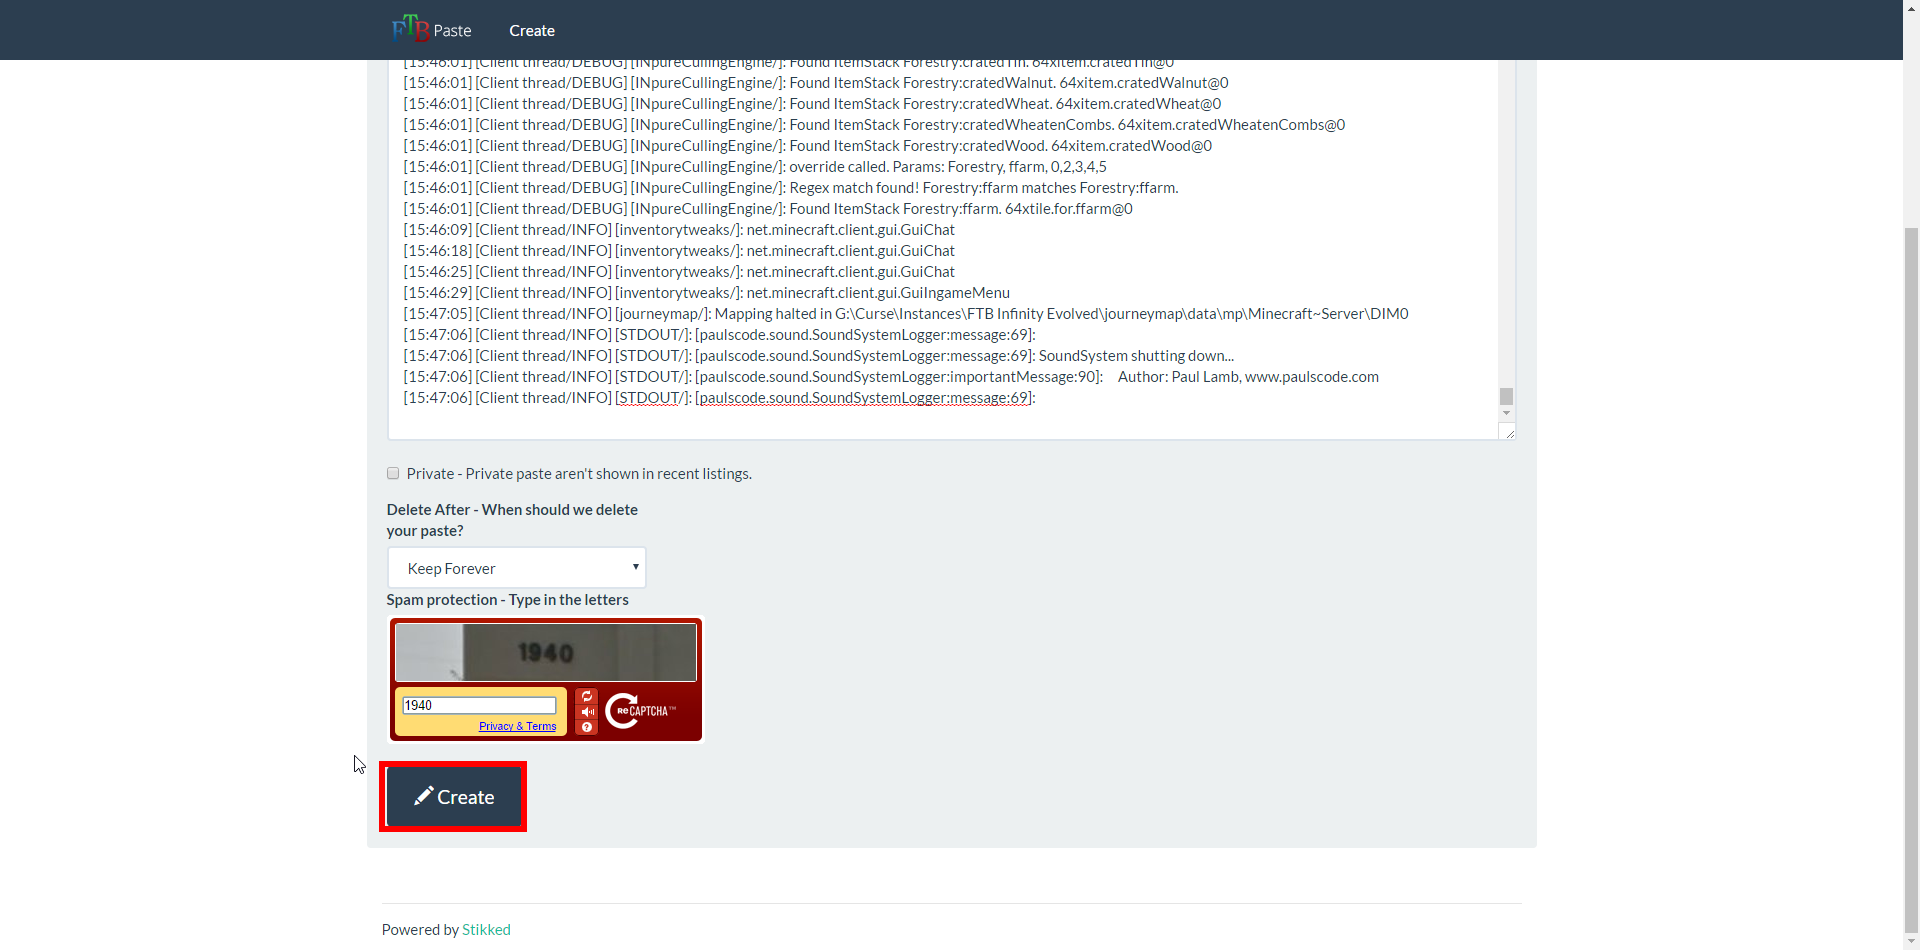 FTB Paste Create
[15:46:01] [Client thread/DEBUG] [INpureCullingEngine/]: Found ItemStack Forestry:cratedTin. 64xitem.cratedTin@0
[15:46:01] [Client thread/DEBUG] [INpureCullingEngine/]: Found ItemStack Forestry:cratedWalnut. 64xitem.cratedWalnut@0
[15:46:01] [Client thread/DEBUG] [INpureCullingEngine/]: Found ItemStack Forestry:cratedWheat. 64xitem.cratedWheat@0
[15:46:01] [Client thread/DEBUG] [INpureCullingEngine/]: Found ItemStack Forestry:cratedWheatenCombs. 64xitem.cratedWheatenCombs@0
[15:46:01] [Client thread/DEBUG] [INpureCullingEngine/]: Found ItemStack Forestry:cratedWood. 64xitem.cratedWood@0
[15:46:01] [Client thread/DEBUG] [INpureCullingEngine/]: override called. Params: Forestry, ffarm, 0,2,3,4,5
[15:46:01] [Client thread/DEBUG] [INpureCullingEngine/]: Regex match found! Forestry:ffarm matches Forestry:ffarm.
[15:46:01] [Client thread/DEBUG] [INpureCullingEngine/]: Found ItemStack Forestry:ffarm. 64xtile.for.ffarm@0
[15:46:09] [Client thread/INFO] [inventorytweaks/]: net.minecraft.client.gui.GuiChat
[15:46:18] [Client thread/INFO] [inventorytweaks/]: net.minecraft.client.gui.GuiChat
[15:46:25] [Client thread/INFO] [inventorytweaks/]: net.minecraft.client.gui.GuiChat
[15:46:29] [Client thread/INFO] [inventorytweaks/]: net.minecraft.client.gui.GuiIngameMenu
[15:47:05] [Client thread/INFO] [journeymap/]: Mapping halted in G:\Curse\Instances\FTB Infinity Evolved\journeymap\data\mp\Minecraft~Server\DIM0
[15:47:06] [Client thread/INFO] [STDOUT/]: [paulscode.sound.SoundSystemLogger:message:69]:
[15:47:06] [Client thread/INFO] [STDOUT/]: [paulscode.sound.SoundSystemLogger:message:69]: SoundSystem shutting down...
[15:47:06] [Client thread/INFO] [STDOUT/]: [paulscode.sound.SoundSystemLogger:importantMessage:90]: Author: Paul Lamb, www.paulscode.com
[15:47:06] [Client thread/INFO] [STDOUT/]: [paulscode.sound.SoundSystemLogger:message:69]:
Private - Private paste aren't shown in recent listings.
Delete After - When should we delete
your paste?
Keep Forever
Spam protection - Type in the letters
1940
1940
Privacy & Terms
reCAPTCHA™
Create
Powered by Stikked